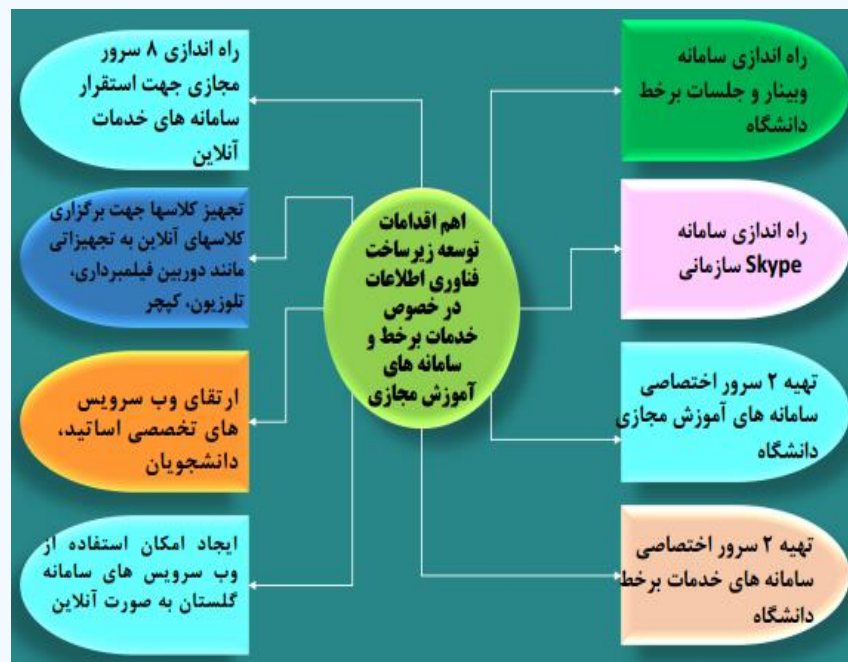 راه اندازی سامانه
وبینار و جلسات برخط
دانشگاه
راه اندازی سامانه
Skype سازمانی
تهیه ۲ سرور اختصاصی
سامانه های آموزش مجازی
دانشگاه
تهیه ۲ سرور اختصاصی
سامانه های خدمات برخط
دانشگاه
اهم اقدامات
توسعه زیرساخت
فناوری اطلاعات
در خصوص
خدمات برخط و
سامانه های
آموزش مجازی
راه اندازی ۸ سرور
مجازی جهت استقرار
سامانه های خدمات
آنلاین
تجهیز کلاسها جهت برگزاری
کلاسهای آنلاین به تجهیزاتی
مانند دوربین فیلمبرداری،
تلوزیون، کپچر
ارتقای وب سرویس
های تخصصی اساتید،
دانشجویان
ایجاد امکان استفاده از
وب سرویس های سامانه
گلستان به صورت آنلاین